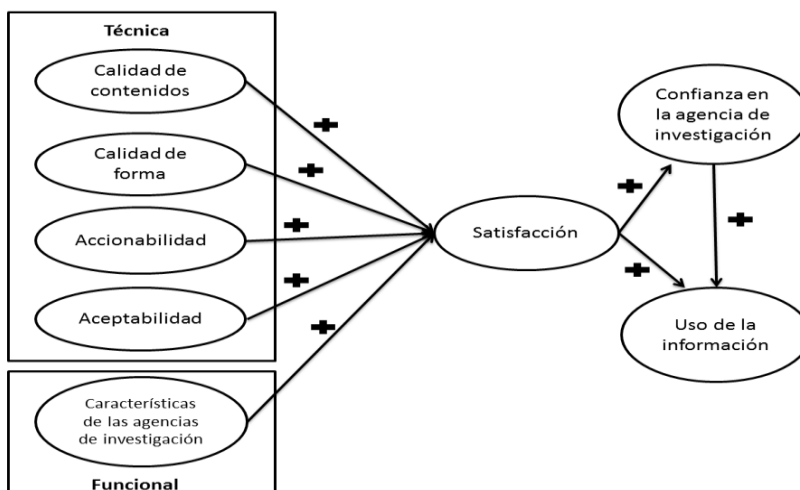 Técnica
Calidad de
contenidos
Calidad de
forma
Accionabilidad
Aceptabilidad
Características
de las agencias
de investigación
Funcional
Satisfacción
Confianza en
la agencia de
investigación
Uso de la
información